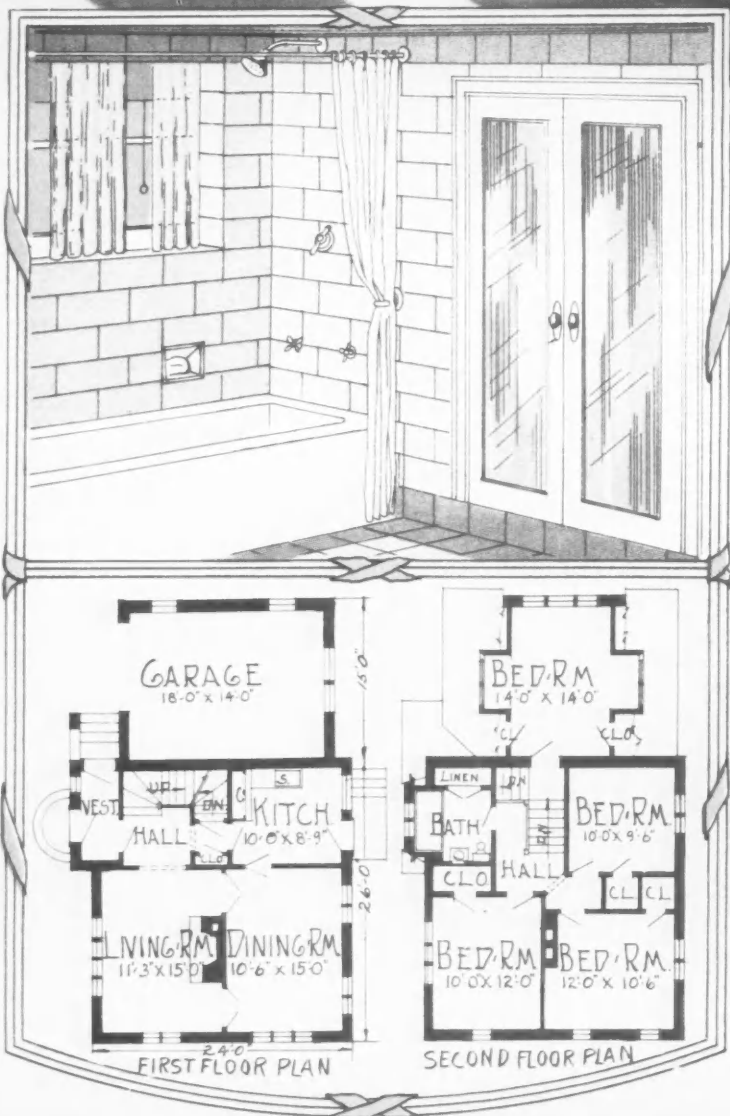 GARAGE
18'-0" X 14'-0"
15'-0"
UP
DN
C
S.
VEST.
HALL
KITCH
10'-0" X 8'-9"
CLO
26'-0"
LIVING·RM
11'-3" X 15'-0"
DINING·RM
10'-6" X 15'-0"
24'-0"
FIRST FLOOR PLAN
BED·RM
14'-0" X 14'-0"
CL
CLO
LINEN
BATH
DN
BED·RM.
10'-0" X 9'-6"
HALL
CLO
CL
CL
BED·RM
10'-0" X 12'-0"
BED·RM.
12'-0" X 10'-6"
SECOND FLOOR PLAN